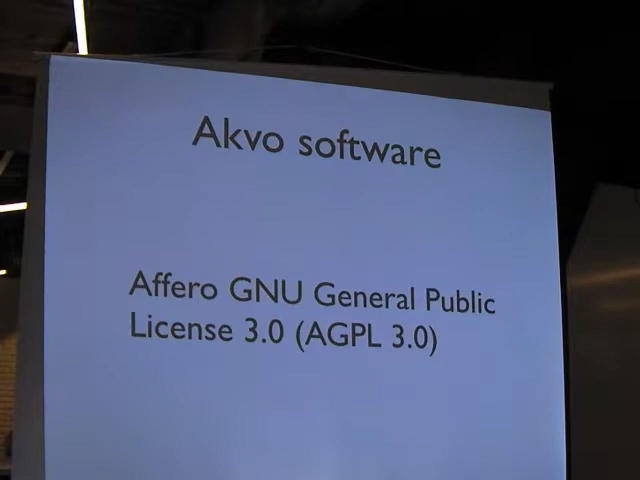 Akvo software
Affero GNU General Public
License 3.0 (AGPL 3.0)